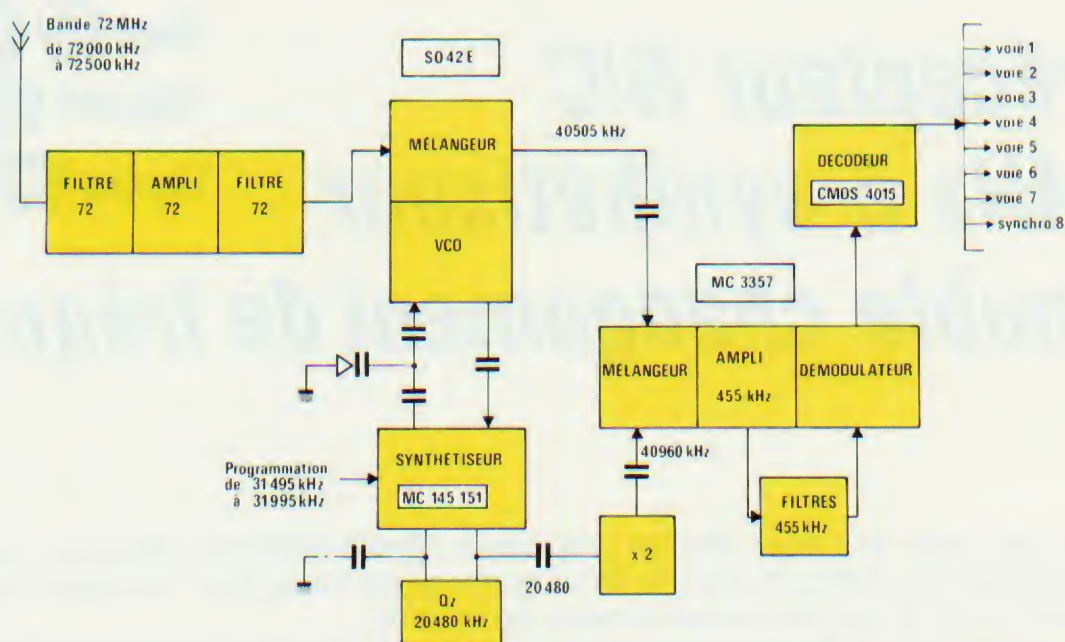 Bande 72 MHz
de 72000 kHz
à 72500 kHz
SO42E
FILTRE
72
AMPLI
72
FILTRE
72
MÉLANGEUR
VCO
40505 kHz
DECODEUR
CMOS 4015
voie 1
voie 2
voie 3
voie 4
voie 5
voie 6
voie 7
synchro 8
MC 3357
MÉLANGEUR
AMPLI
455 kHz
DEMODULATEUR
Programmation
de 31495 kHz
à 31995 kHz
SYNTHETISEUR
MC 145 151
40960 kHz
FILTRES
455 kHz
x 2
20480
Qz
20480 kHz